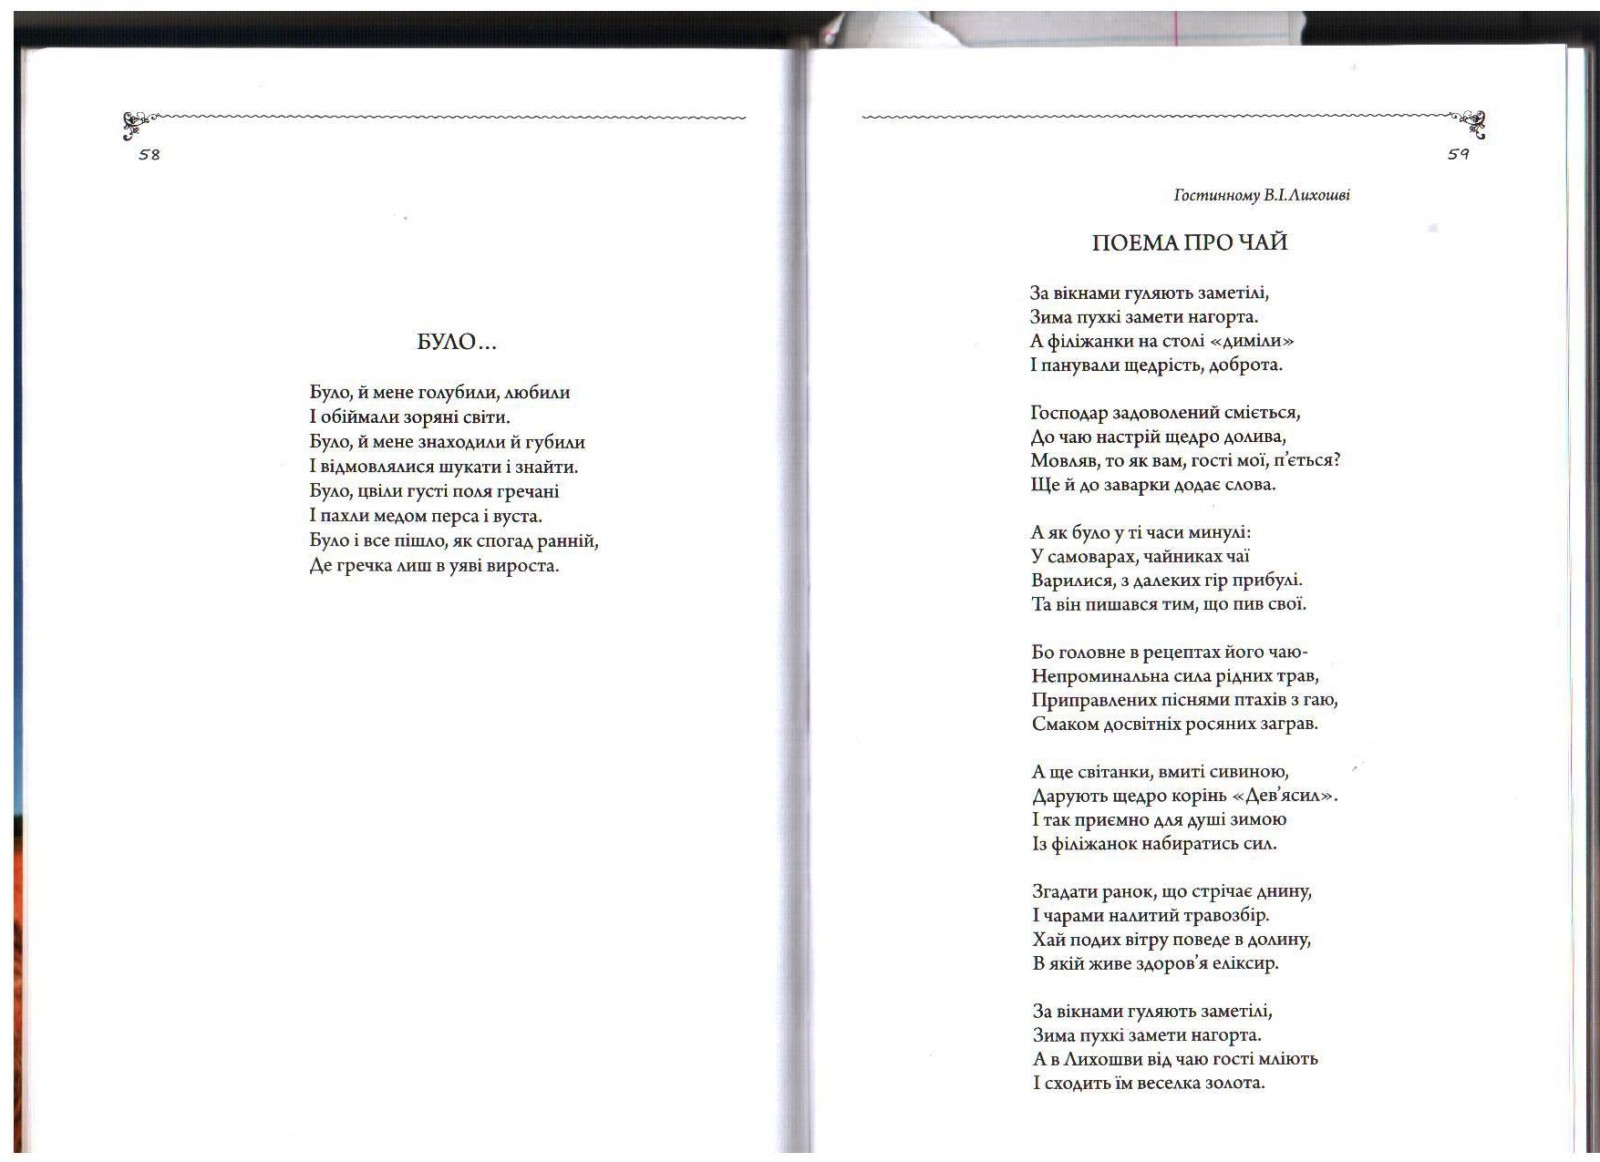 58
БУЛО...
Було, й мене голубили, любили
І обіймали зоряні світи.
Було, й мене знаходили й губили
І відмовлялися шукати і знайти.
Було, цвіли густі поля гречані
І пахли медом перса і вуста.
Було і все пішло, як спогад ранній,
Де гречка лиш в уяві вироста.
59
Гостинному В.І.Лихошві
ПОЕМА ПРО ЧАЙ
За вікнами гуляють заметілі,
Зима пухкі замети нагорта.
А філіжанки на столі «диміли»
І панували щедрість, доброта.
Господар задоволений сміється,
До чаю настрій щедро долива,
Мовляв, то як вам, гості мої, п'ється?
Ще й до заварки додає слова.
А як було у ті часи минулі:
У самоварах, чайниках чаї
Варилися, з далеких гір прибулі.
Та він пишався тим, що пив свої.
Бо головне в рецептах його чаю-
Непроминальна сила рідних трав,
Приправлених піснями птахів з гаю,
Смаком досвітніх росяних заграв.
А ще світанки, вмиті сивиною,
Дарують щедро корінь «Дев'ясил».
І так приємно для душі зимою
Із філіжанок набиратись сил.
Згадати ранок, що стрічає днину,
І чарами налитий травозбір.
Хай подих вітру поведе в долину,
В якій живе здоров'я еліксир.
За вікнами гуляють заметілі,
Зима пухкі замети нагорта.
А в Лихошви від чаю гості мліють
І сходить їм веселка золота.